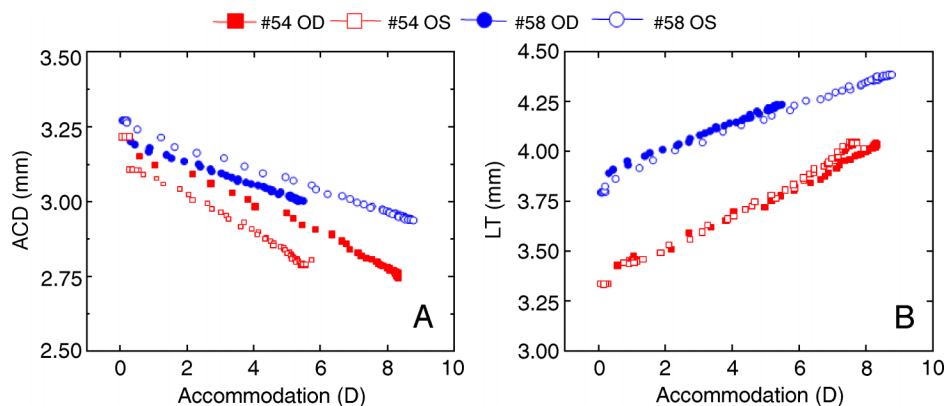 #54 OD #54 OS #58 OD #58 OS
3.50
3.25
3.00
2.75
2.50
ACD (mm)
0 2 4 6 8 10
Accommodation (D)
A
4.50
4.25
4.00
3.75
3.50
3.25
3.00
LT (mm)
0 2 4 6 8 10
Accommodation (D)
B